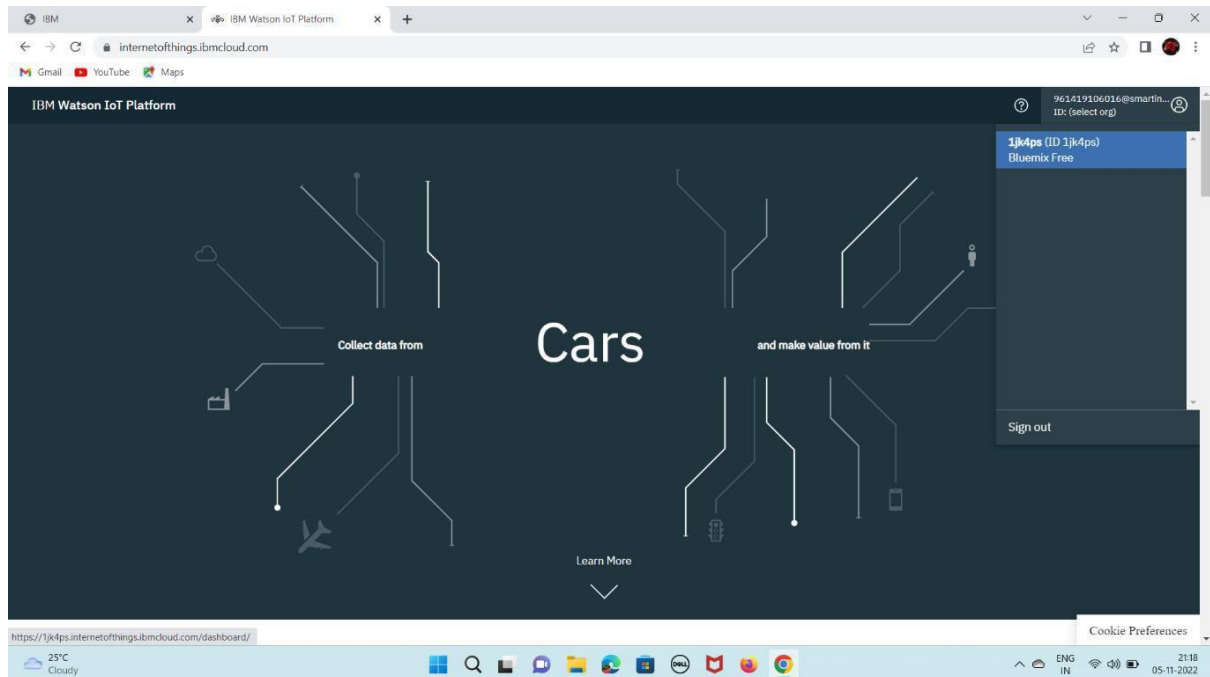 IBM
IBM Watson IoT Platform
internetofthings.ibmcloud.com
Gmail YouTube Maps
IBM Watson IoT Platform
961419106016@smartin...
ID: (select org)
1jk4ps (ID 1jk4ps)
Bluemix Free
Collect data from
Cars
and make value from it
Sign out
Learn More
Cookie Preferences
https://1jk4ps.internetofthings.ibmcloud.com/dashboard/
25°C
Cloudy
DELL
ENG
IN
21:18
05-11-2022